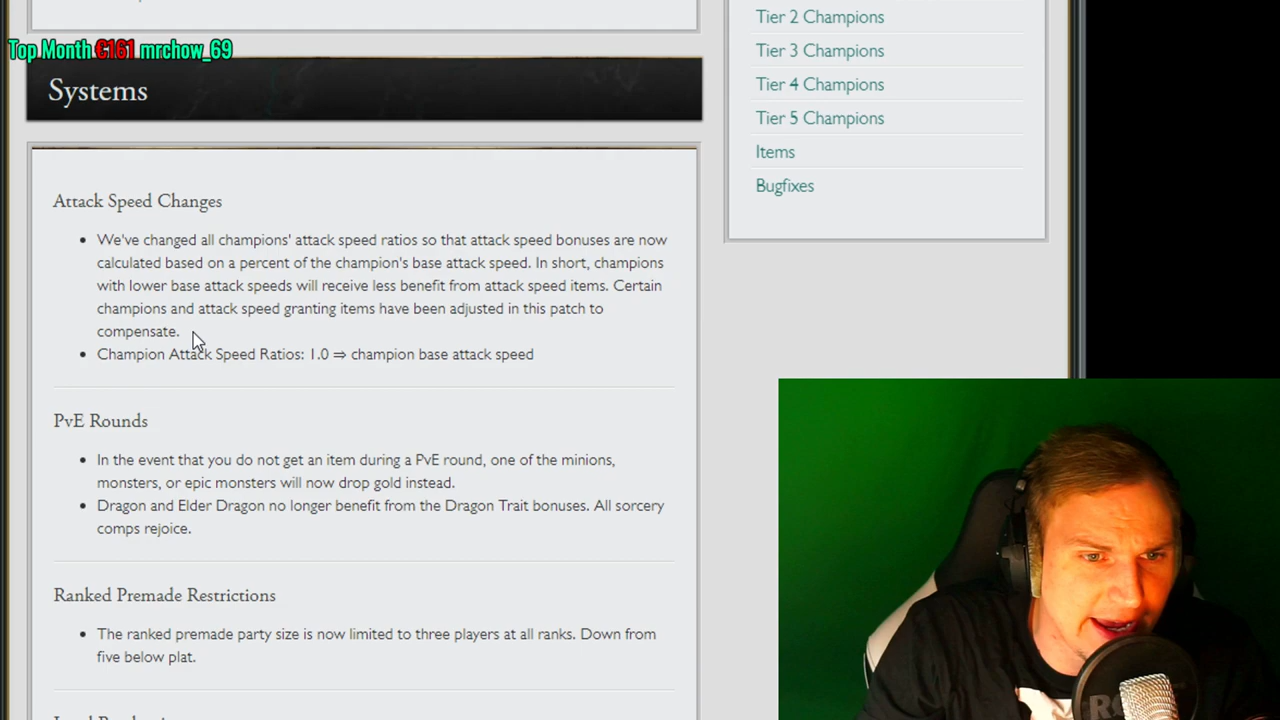 Top Month €161 mrchow_69
Systems
Attack Speed Changes
We've changed all champions' attack speed ratios so that attack speed bonuses are now
calculated based on a percent of the champion's base attack speed. In short, champions
with lower base attack speeds will receive less benefit from attack speed items. Certain
champions and attack speed granting items have been adjusted in this patch to
compensate.
Champion Attack Speed Ratios: 1.0 ⇒ champion base attack speed
PvE Rounds
In the event that you do not get an item during a PvE round, one of the minions,
monsters, or epic monsters will now drop gold instead.
Dragon and Elder Dragon no longer benefit from the Dragon Trait bonuses. All sorcery
comps rejoice.
Ranked Premade Restrictions
The ranked premade party size is now limited to three players at all ranks. Down from
five below plat.
Tier 2 Champions
Tier 3 Champions
Tier 4 Champions
Tier 5 Champions
Items
Bugfixes